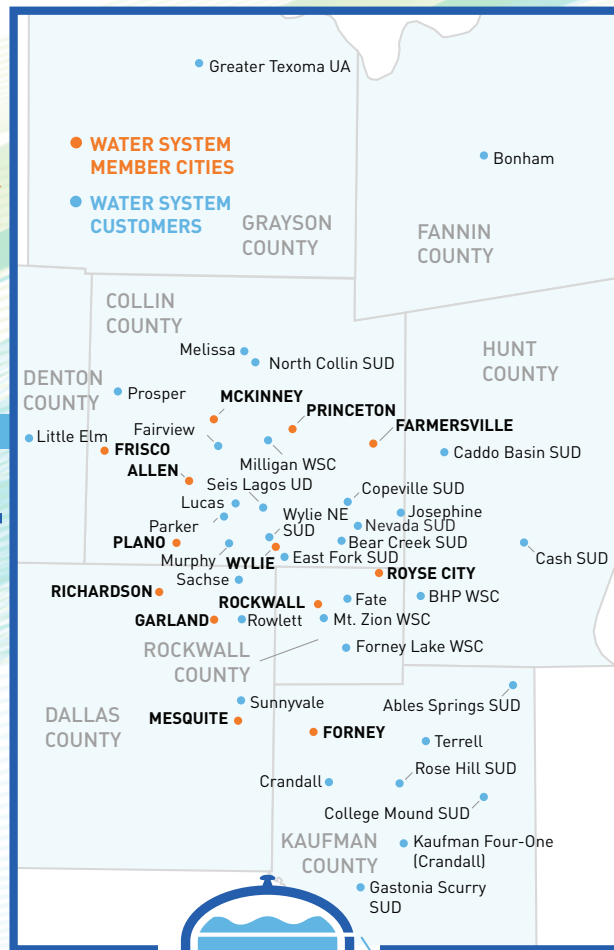 Greater Texoma UA
WATER SYSTEM
MEMBER CITIES
Bonham
WATER SYSTEM
CUSTOMERS
GRAYSON
COUNTY
FANNIN
COUNTY
COLLIN
COUNTY
Melissa
North Collin SUD
HUNT
COUNTY
DENTON
COUNTY
Prosper
MCKINNEY
PRINCETON
FARMERSVILLE
Little Elm
Fairview
FRISCO
Caddo Basin SUD
Milligan WSC
ALLEN
Seis Lagos UD
Copeville SUD
Lucas
Josephine
Wylie NE
SUD
Parker
Nevada SUD
PLANO
Bear Creek SUD
Murphy
WYLIE
East Fork SUD
Cash SUD
Sachse
ROYSE CITY
RICHARDSON
ROCKWALL
Fate
BHP WSC
GARLAND
Rowlett
Mt. Zion WSC
ROCKWALL
COUNTY
Forney Lake WSC
Sunnyvale
Ables Springs SUD
DALLAS
COUNTY
MESQUITE
FORNEY
Terrell
Rose Hill SUD
Crandall
College Mound SUD
KAUFMAN
COUNTY
Kaufman Four-One
(Crandall)
Gastonia Scurry
SUD